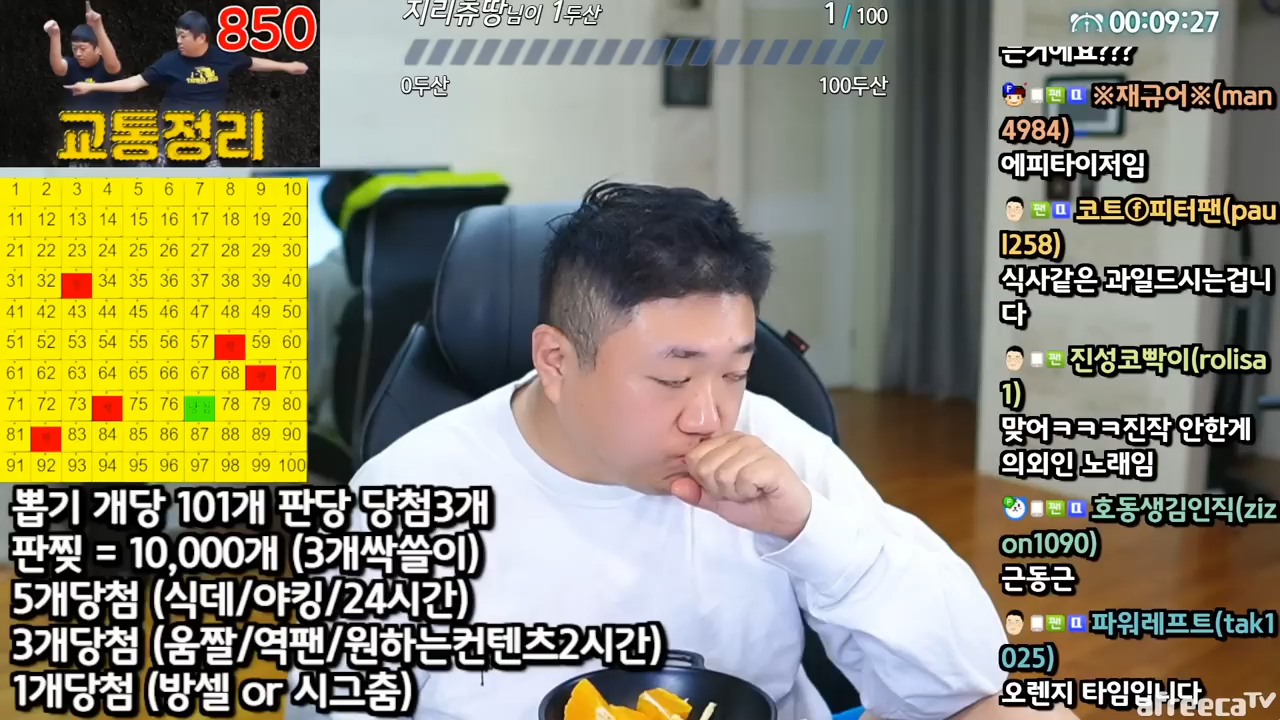 850
교통정리
지리츄땅님이 1두산
1 / 100
0두산
100두산
00:09:27
1 2 3 4 5 6 7 8 9 10
11 12 13 14 15 16 17 18 19 20
21 22 23 24 25 26 27 28 29 30
31 32 34 35 36 37 38 39 40
41 42 43 44 45 46 47 48 49 50
51 52 53 54 55 56 57 59 60
61 62 63 64 65 66 67 68 70
71 72 73 75 76 당첨 78 79 80
81 83 84 85 86 87 88 89 90
91 92 93 94 95 96 97 98 99 100
뽑기 개당 101개 판당 당첨3개
판찢 = 10,000개 (3개싹쓸이)
5개당첨 (식데/야킹/24시간)
3개당첨 (움짤/역팬/원하는컨텐츠2시간)
1개당첨 (방셀 or 시그춤)
는거에요???
팬 ※재규어※(man
4984)
에피타이저임
팬 코트ⓕ피터팬(pau
l258)
식사같은 과일드시는겁니
다
팬 진성코빡이(rolisa
1)
맞어ㅋㅋㅋ진작 안한게
의외인 노래임
팬 호동생김인직(ziz
on1090)
근동근
팬 파워레프트(tak1
025)
오렌지 타임입니다
afreecaTV